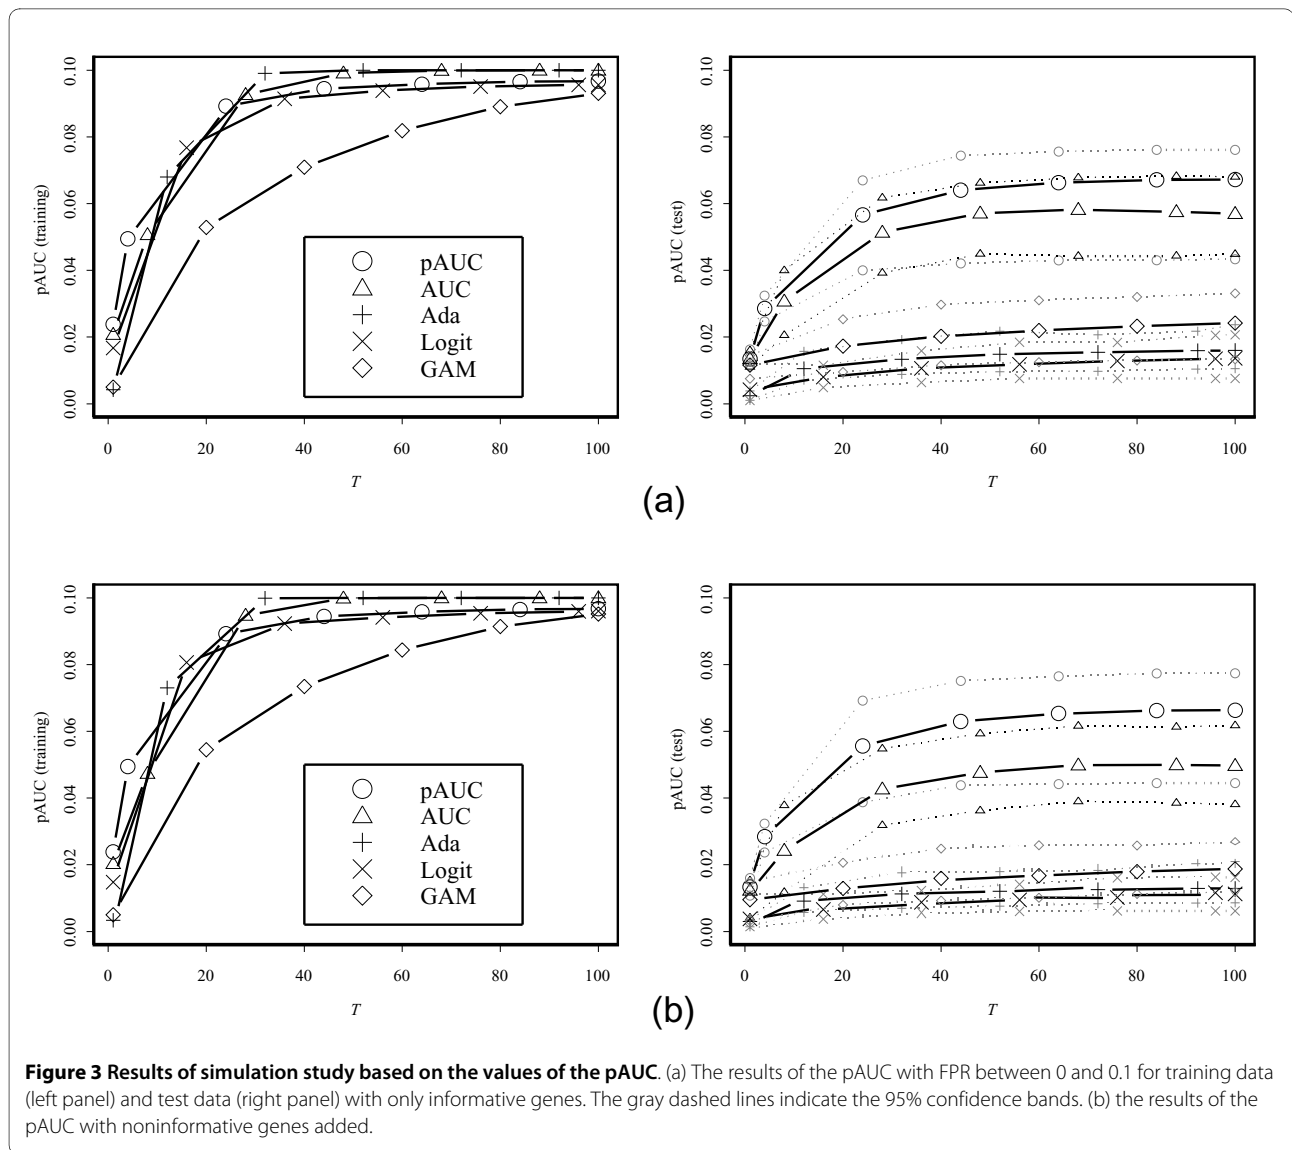 0.10
0.08
0.06
0.04
0.02
0.00
pAUC (training)
pAUC
AUC
Ada
Logit
GAM
0 20 40 60 80 100
T
0.10
0.08
0.06
0.04
0.02
0.00
pAUC (test)
0 20 40 60 80 100
T
(a)
0.10
0.08
0.06
0.04
0.02
0.00
pAUC (training)
pAUC
AUC
Ada
Logit
GAM
0 20 40 60 80 100
T
0.10
0.08
0.06
0.04
0.02
0.00
pAUC (test)
0 20 40 60 80 100
T
(b)
Figure 3 Results of simulation study based on the values of the pAUC. (a) The results of the pAUC with FPR between 0 and 0.1 for training data
(left panel) and test data (right panel) with only informative genes. The gray dashed lines indicate the 95% confidence bands. (b) the results of the
pAUC with noninformative genes added.